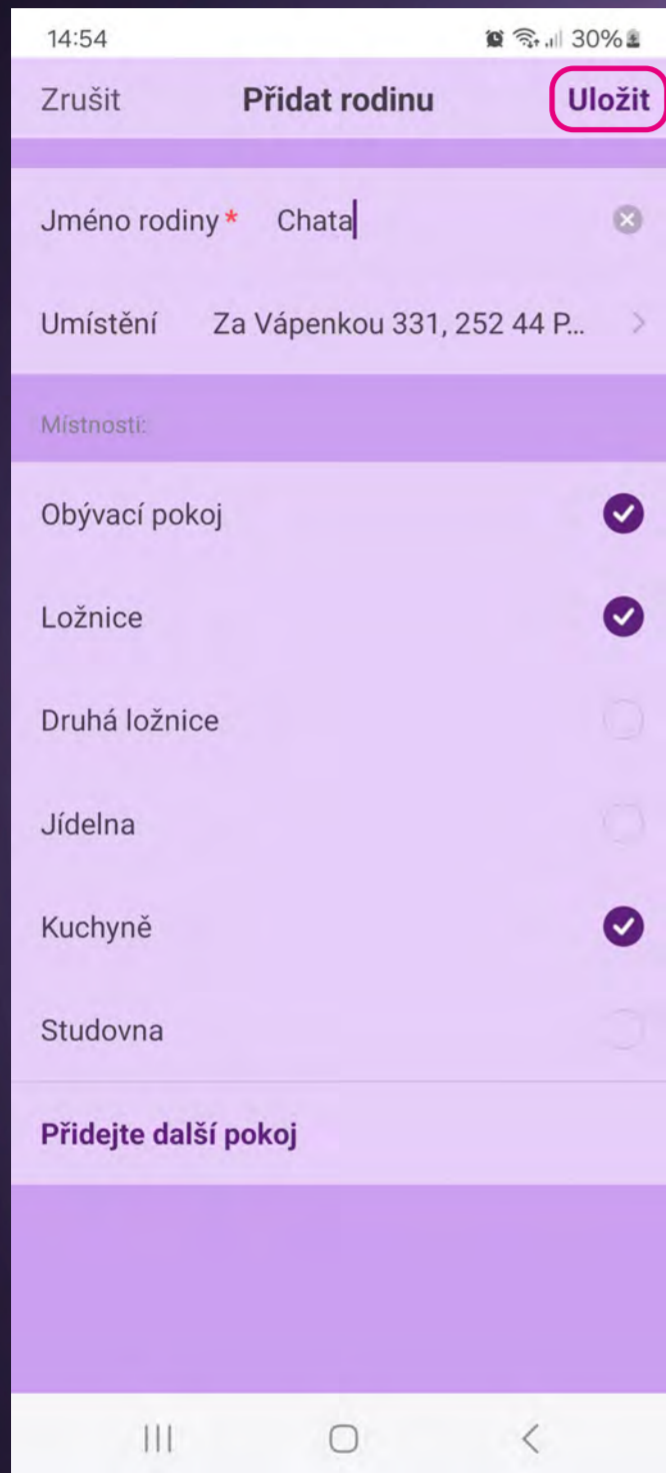 14:54 30%
Zrušit Přidat rodinu Uložit
Jméno rodiny * Chata
Umístění Za Vápenkou 331, 252 44 P...
Místnosti:
Obývací pokoj
Ložnice
Druhá ložnice
Jídelna
Kuchyně
Studovna
Přidejte další pokoj